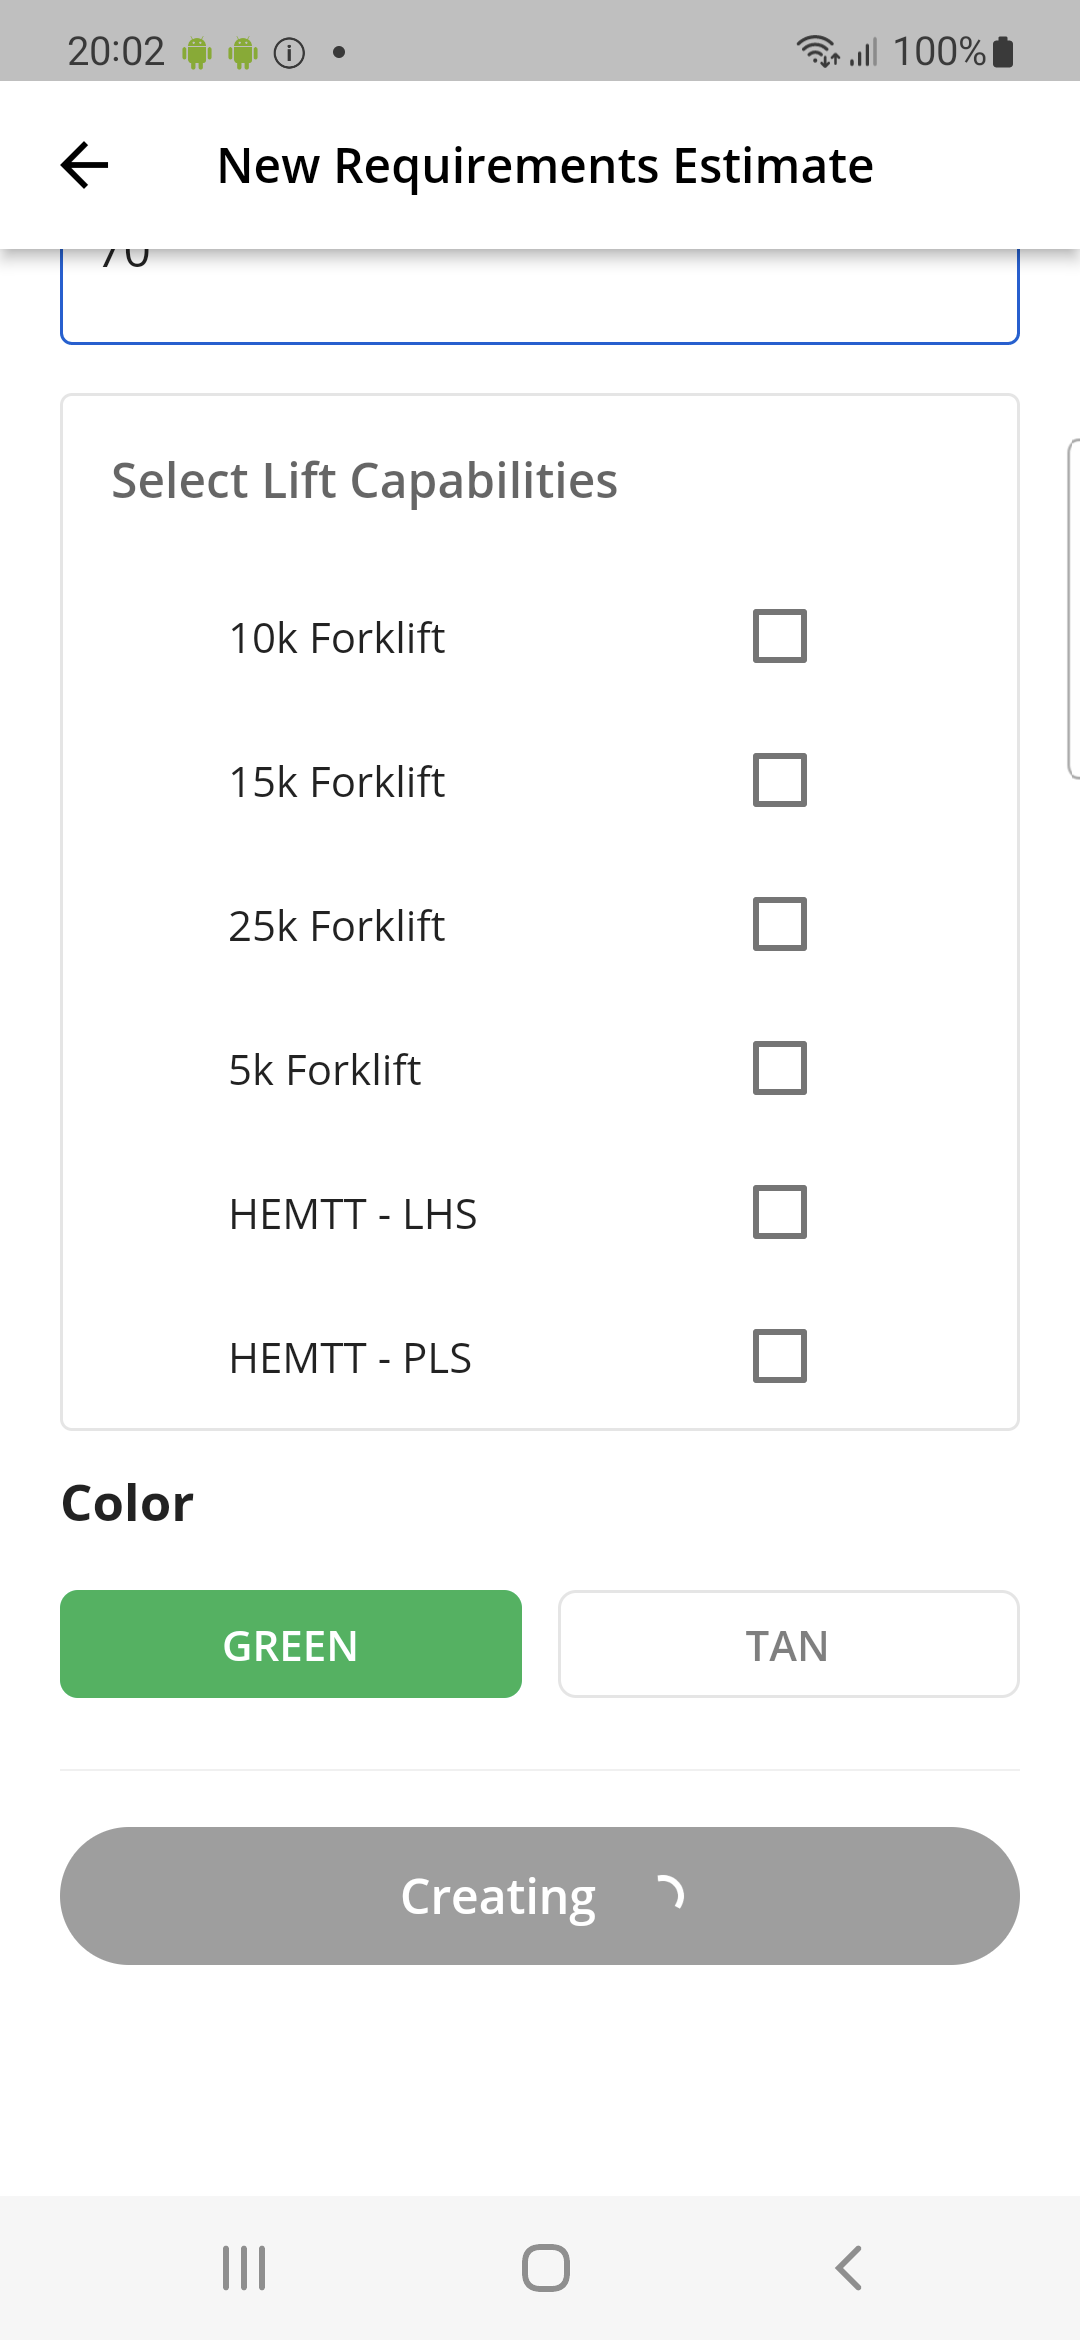 20:02
100%
New Requirements Estimate
70
Select Lift Capabilities
10k Forklift
15k Forklift
25k Forklift
5k Forklift
HEMTT - LHS
HEMTT - PLS
Color
GREEN
TAN
Creating